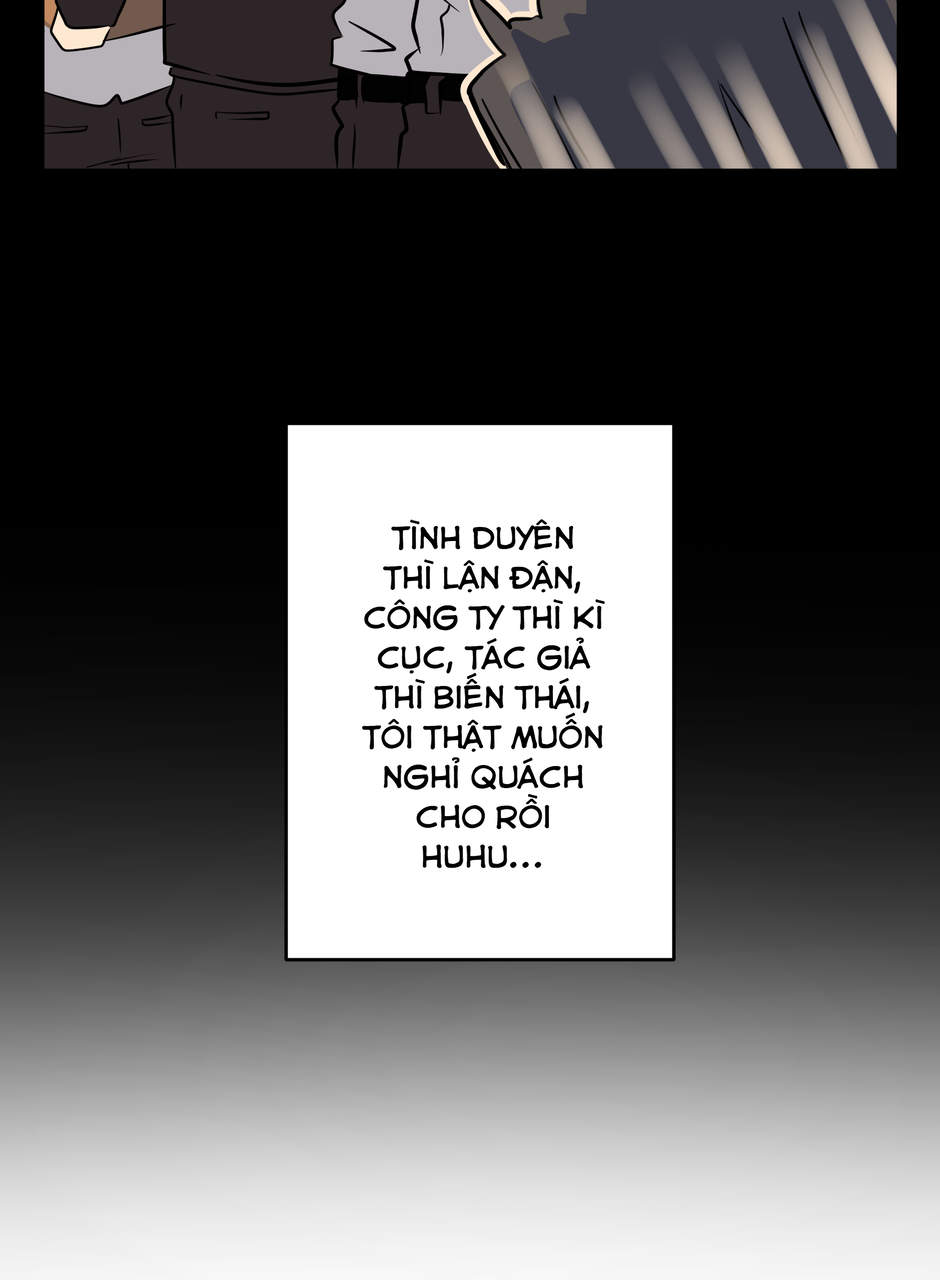 TÌNH DUYÊN
THÌ LẬN ĐẬN,
CÔNG TY THÌ KÌ
CỤC, TÁC GIẢ
THÌ BIẾN THÁI,
TÔI THẬT MUỐN
NGHỈ QUÁCH
CHO RỒI
HUHU...